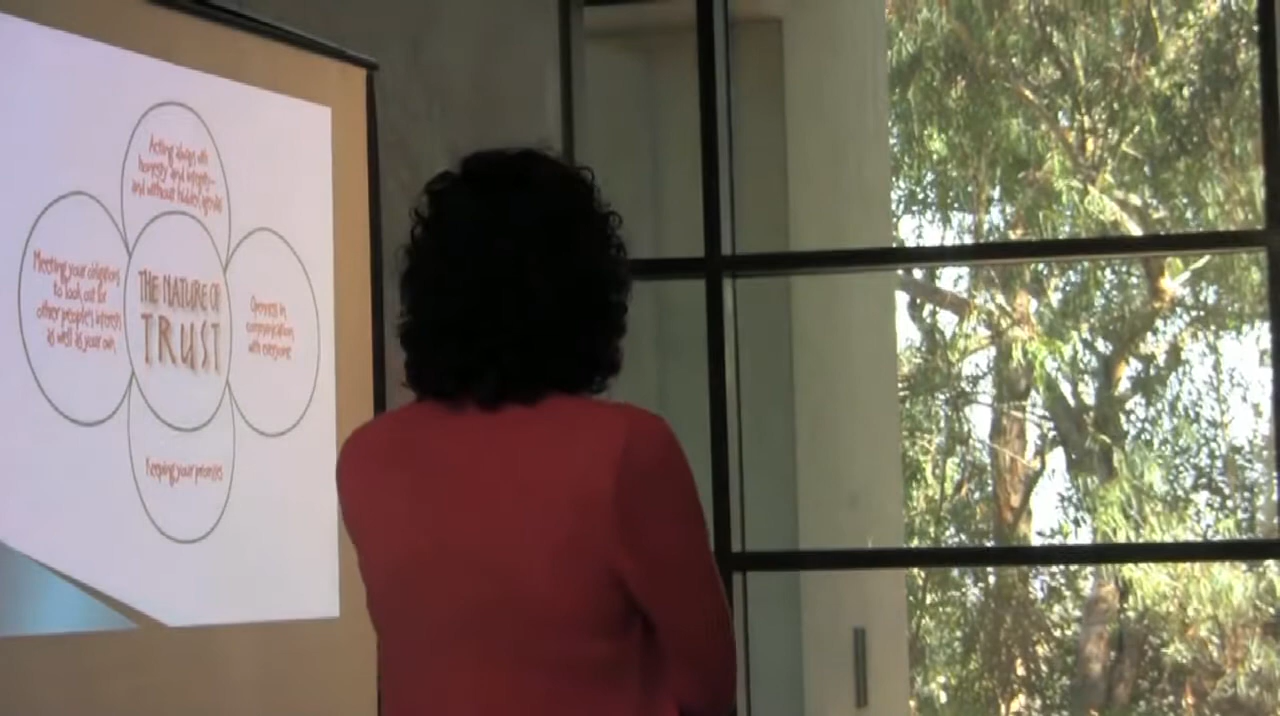 Acting always with
honesty and integrity—
and without hidden agendas
Meeting your obligations
to look out for
other people's interests
as well as your own
THE NATURE OF
TRUST
Openness in
communications
with everyone
Keeping your promises